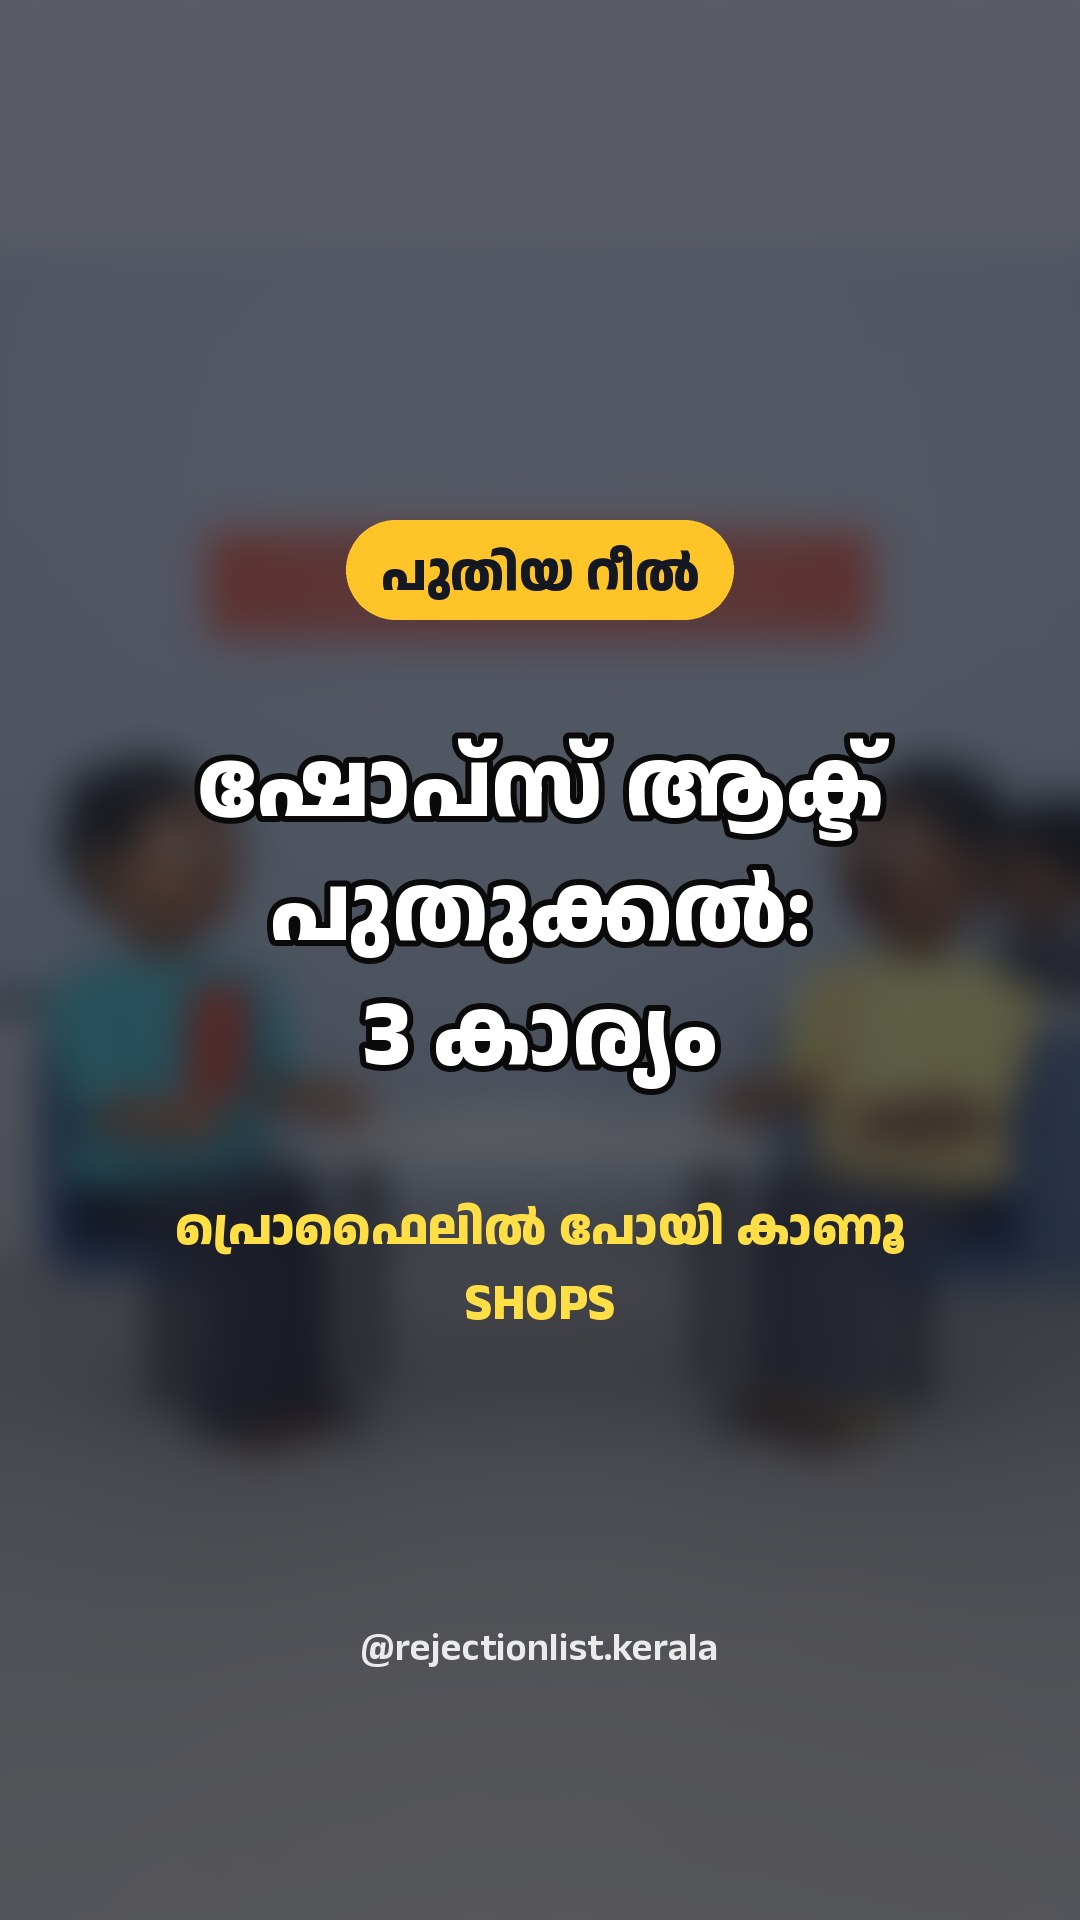 പുതിയ റീൽ
ഷോപ്സ് ആക്ട്
പുതുക്കൽ:
3 കാര്യം
പ്രൊഫൈലിൽ പോയി കാണൂ
SHOPS
@rejectionlist.kerala